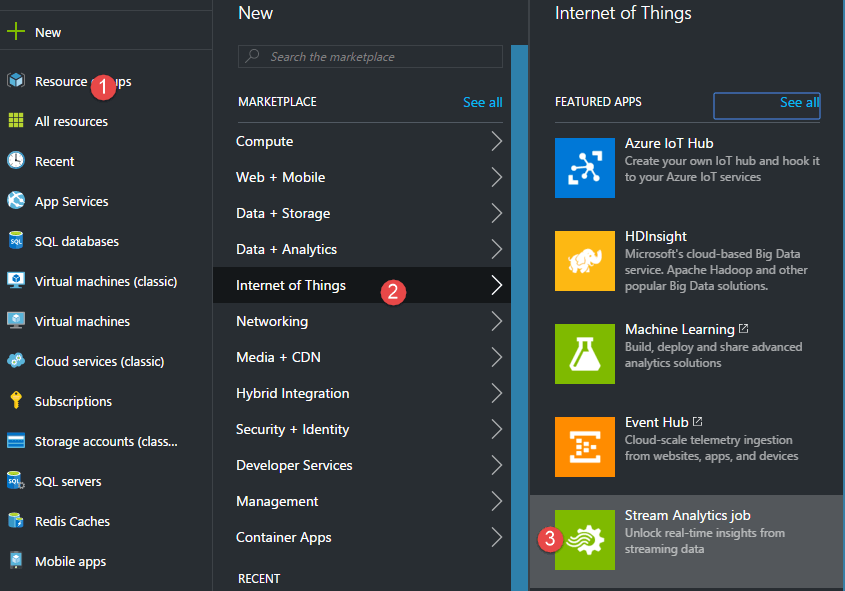 New
Resource ps
1
All resources
Recent
App Services
SQL databases
Virtual machines (classic)
Virtual machines
Cloud services (classic)
Subscriptions
Storage accounts (class...
SQL servers
Redis Caches
Mobile apps
New
Search the marketplace
MARKETPLACE
See all
Compute
Web + Mobile
Data + Storage
Data + Analytics
Internet of Things
2
Networking
Media + CDN
Hybrid Integration
Security + Identity
Developer Services
Management
Container Apps
RECENT
Internet of Things
FEATURED APPS
See all
Azure IoT Hub
Create your own IoT hub and hook it
to your Azure IoT services
HDInsight
Microsoft's cloud-based Big Data
service. Apache Hadoop and other
popular Big Data solutions.
Machine Learning
Build, deploy and share advanced
analytics solutions
Event Hub
Cloud-scale telemetry ingestion
from websites, apps, and devices
3
Stream Analytics job
Unlock real-time insights from
streaming data